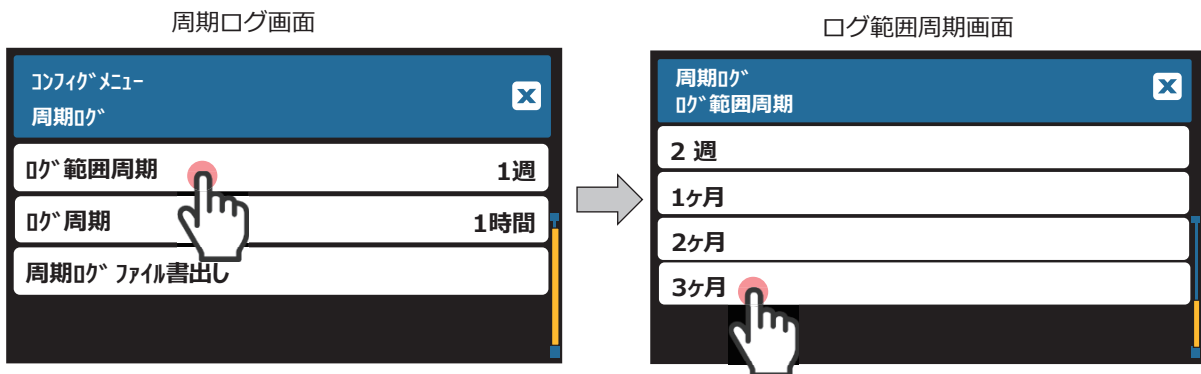 周期ログ画面
ｺﾝﾌｨｸﾞﾒﾆｭｰ
周期ﾛｸﾞ
ﾛｸﾞ範囲周期 1週
ﾛｸﾞ周期 1時間
周期ﾛｸﾞﾌｧｲﾙ書出し
ログ範囲周期画面
周期ﾛｸﾞ
ﾛｸﾞ範囲周期
2 週
1ヶ月
2ヶ月
3ヶ月